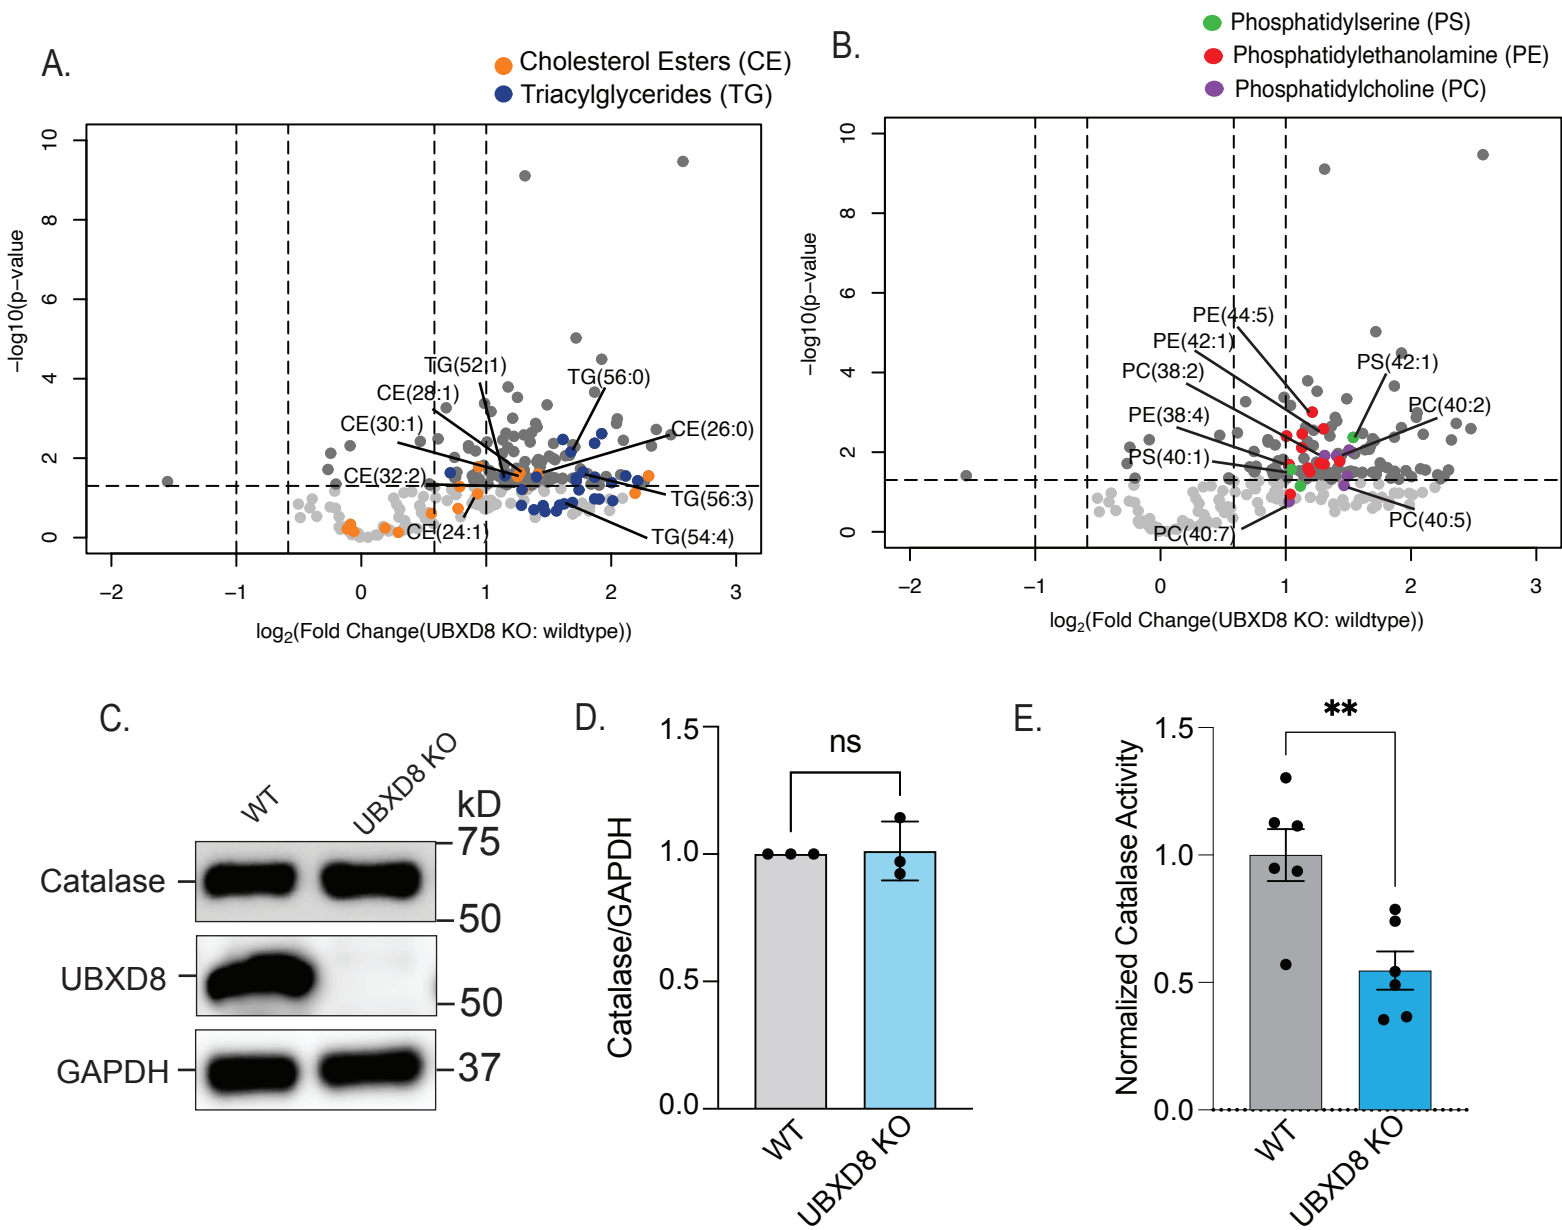 A.
Cholesterol Esters (CE)
Triacylglycerides (TG)
−log10(p−value
10
8
6
4
2
0
TG(52:1)
TG(56:0)
CE(28:1)
CE(30:1)
CE(26:0)
CE(32:2)
TG(56:3)
CE(24:1)
TG(54:4)
−2
−1
0
1
2
3
log2(Fold Change(UBXD8 KO: wildtype))
B.
Phosphatidylserine (PS)
Phosphatidylethanolamine (PE)
Phosphatidylcholine (PC)
−log10(p−value
10
8
6
4
2
0
PE(44:5)
PE(42:1)
PS(42:1)
PC(38:2)
PC(40:2)
PE(38:4)
PS(40:1)
PC(40:5)
PC(40:7)
−2
−1
0
1
2
3
log2(Fold Change(UBXD8 KO: wildtype))
C.
WT
UBXD8 KO
kD
75
Catalase
50
UBXD8
50
GAPDH
37
D.
Catalase/GAPDH
1.5
1.0
0.5
0.0
ns
WT
UBXD8 KO
E.
Normalized Catalase Activity
1.5
1.0
0.5
0.0
**
WT
UBXD8 KO